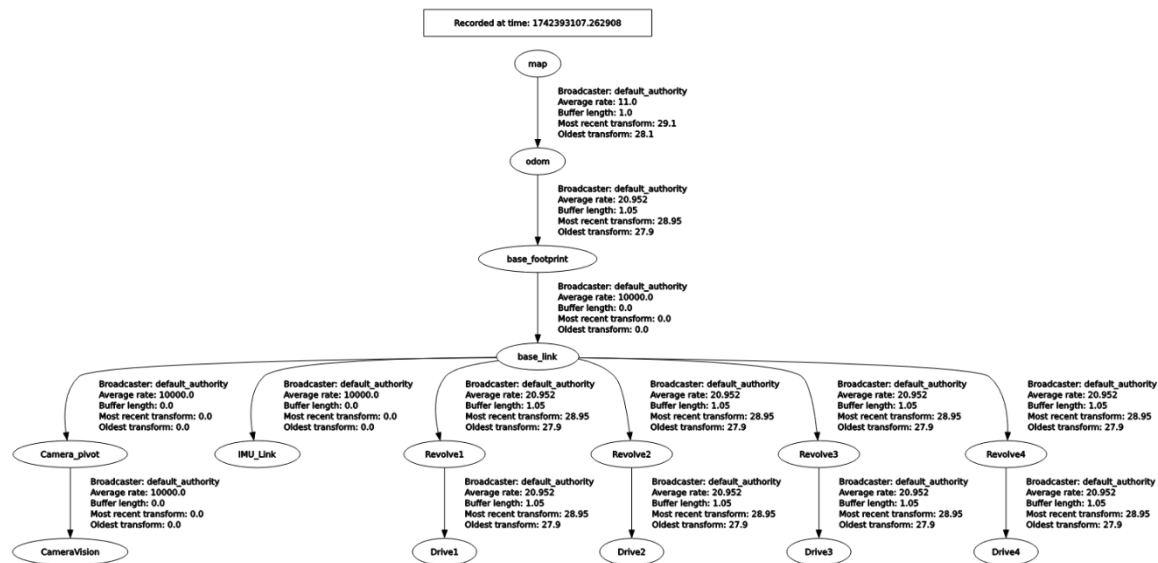 Recorded at time: 1742393107.262908
map
Broadcaster: default_authority
Average rate: 11.0
Buffer length: 1.0
Most recent transform: 29.1
Oldest transform: 28.1
odom
Broadcaster: default_authority
Average rate: 20.952
Buffer length: 1.05
Most recent transform: 28.95
Oldest transform: 27.9
base_footprint
Broadcaster: default_authority
Average rate: 10000.0
Buffer length: 0.0
Most recent transform: 0.0
Oldest transform: 0.0
base_link
Broadcaster: default_authority
Average rate: 10000.0
Buffer length: 0.0
Most recent transform: 0.0
Oldest transform: 0.0
Broadcaster: default_authority
Average rate: 10000.0
Buffer length: 0.0
Most recent transform: 0.0
Oldest transform: 0.0
Broadcaster: default_authority
Average rate: 20.952
Buffer length: 1.05
Most recent transform: 28.95
Oldest transform: 27.9
Broadcaster: default_authority
Average rate: 20.952
Buffer length: 1.05
Most recent transform: 28.95
Oldest transform: 27.9
Broadcaster: default_authority
Average rate: 20.952
Buffer length: 1.05
Most recent transform: 28.95
Oldest transform: 27.9
Broadcaster: default_authority
Average rate: 20.952
Buffer length: 1.05
Most recent transform: 28.95
Oldest transform: 27.9
Camera_pivot
IMU_Link
Revolve1
Revolve2
Revolve3
Revolve4
Broadcaster: default_authority
Average rate: 10000.0
Buffer length: 0.0
Most recent transform: 0.0
Oldest transform: 0.0
Broadcaster: default_authority
Average rate: 20.952
Buffer length: 1.05
Most recent transform: 28.95
Oldest transform: 27.9
Broadcaster: default_authority
Average rate: 20.952
Buffer length: 1.05
Most recent transform: 28.95
Oldest transform: 27.9
Broadcaster: default_authority
Average rate: 20.952
Buffer length: 1.05
Most recent transform: 28.95
Oldest transform: 27.9
Broadcaster: default_authority
Average rate: 20.952
Buffer length: 1.05
Most recent transform: 28.95
Oldest transform: 27.9
CameraVision
Drive1
Drive2
Drive3
Drive4